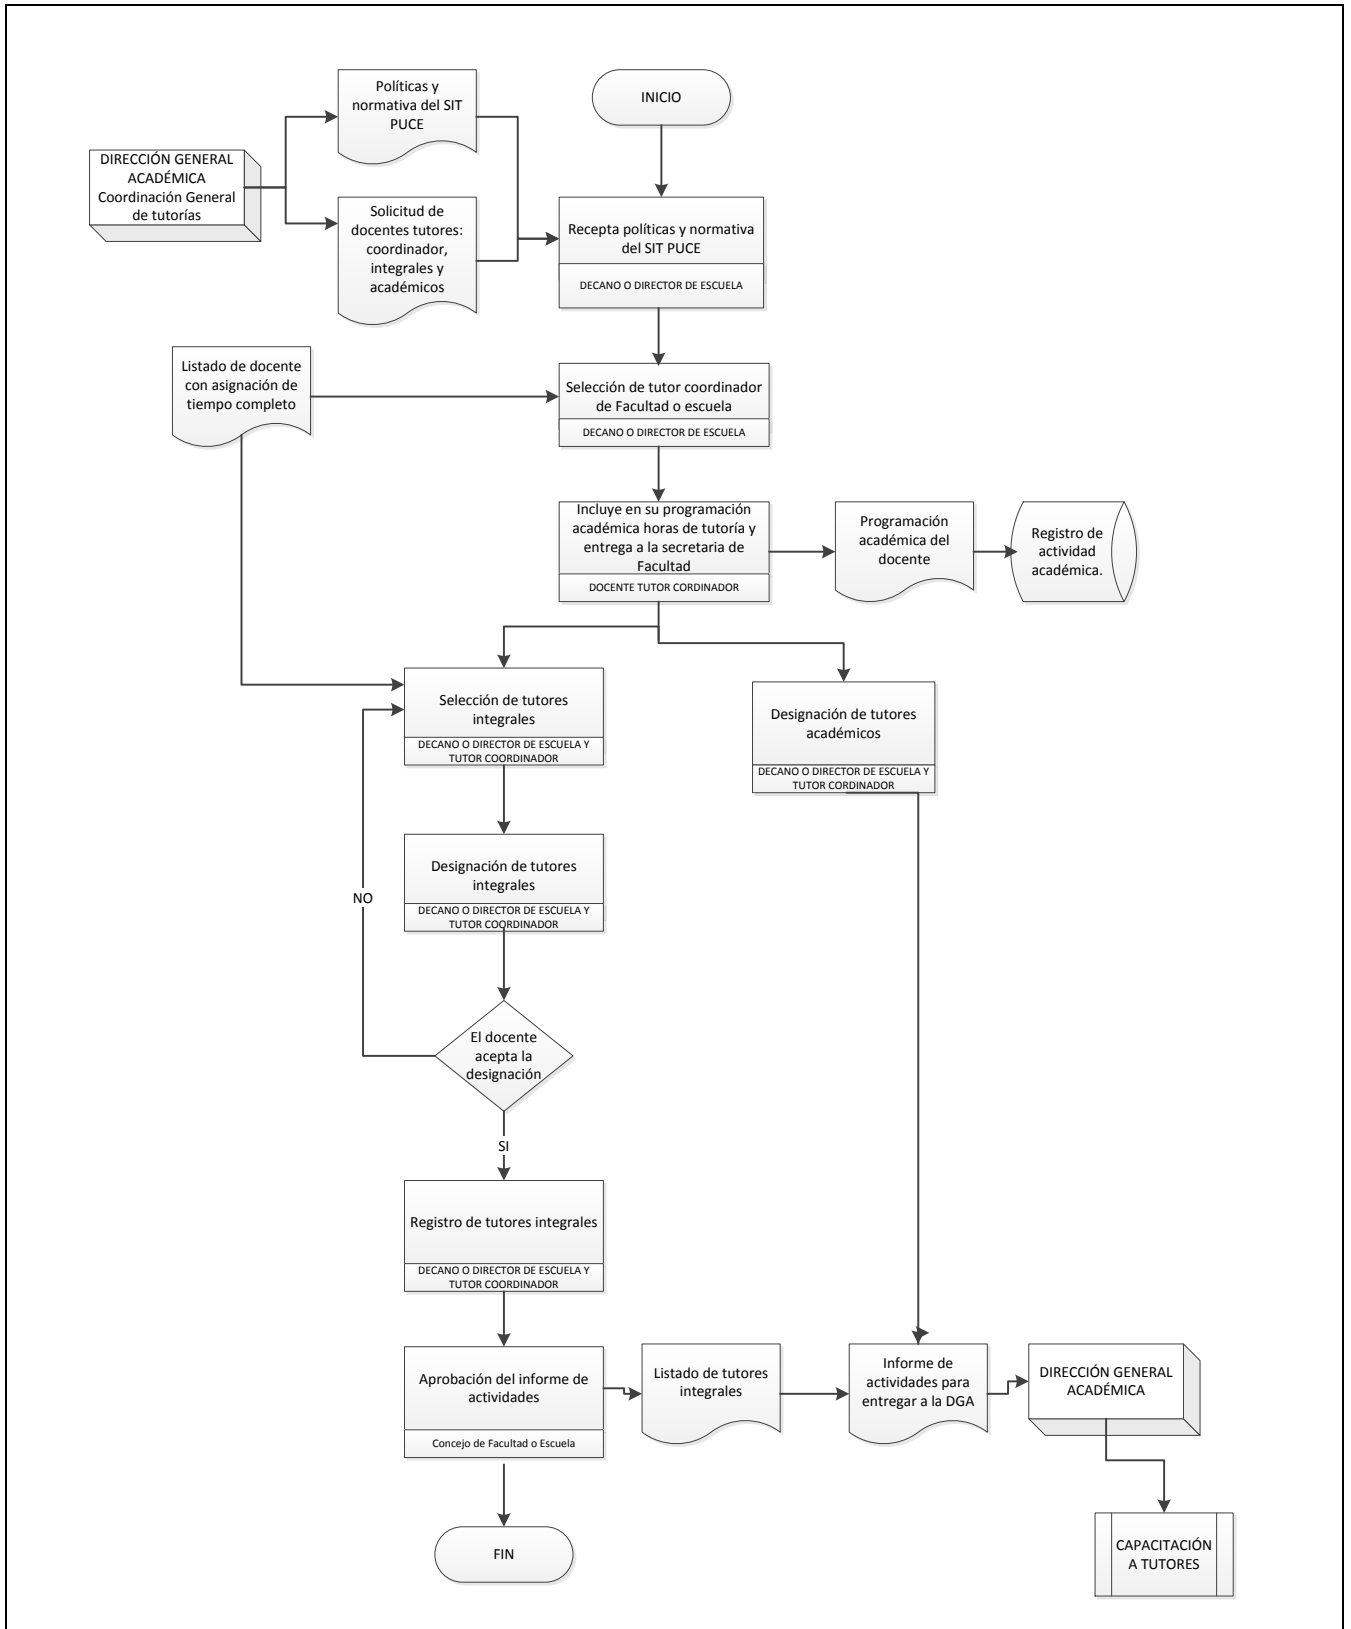 Políticas y
normativa del SIT
PUCE
INICIO
DIRECCIÓN GENERAL
ACADÉMICA
Coordinación General
de tutorías
Solicitud de
docentes tutores:
coordinador,
integrales y
académicos
Recepta políticas y normativa
del SIT PUCE
DECANO O DIRECTOR DE ESCUELA
Listado de docente
con asignación de
tiempo completo
Selección de tutor coordinador
de Facultad o escuela
DECANO O DIRECTOR DE ESCUELA
Incluye en su programación
académica horas de tutoría y
entrega a la secretaria de
Facultad
DOCENTE TUTOR CORDINADOR
Programación
académica del
docente
Registro de
actividad
académica.
Selección de tutores
integrales
DECANO O DIRECTOR DE ESCUELA Y
TUTOR COORDINADOR
Designación de tutores
académicos
DECANO O DIRECTOR DE ESCUELA Y
TUTOR CORDINADOR
Designación de tutores
integrales
DECANO O DIRECTOR DE ESCUELA Y
TUTOR COORDINADOR
NO
El docente
acepta la
designación
SI
Registro de tutores integrales
DECANO O DIRECTOR DE ESCUELA Y
TUTOR COORDINADOR
Aprobación del informe de
actividades
Concejo de Facultad o Escuela
Listado de tutores
integrales
Informe de
actividades para
entregar a la DGA
DIRECCIÓN GENERAL
ACADÉMICA
FIN
CAPACITACIÓN
A TUTORES